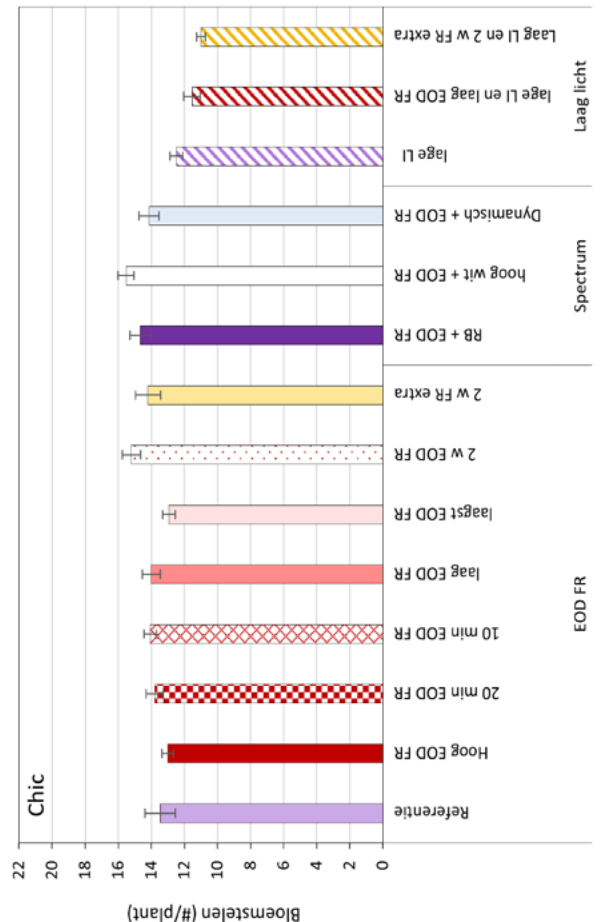 Chic
Bloemstelen (#/plant)
22
20
18
16
14
12
10
8
6
4
2
0
Referentie
Hoog EOD FR
20 min EOD FR
10 min EOD FR
laag EOD FR
laagst EOD FR
2 w EOD FR
2 w FR extra
RB + EOD FR
hoog wit + EOD FR
Dynamisch + EOD FR
lage LI
lage LI en laag EOD FR
Laag LI en 2 w FR extra
EOD FR
Spectrum
Laag licht